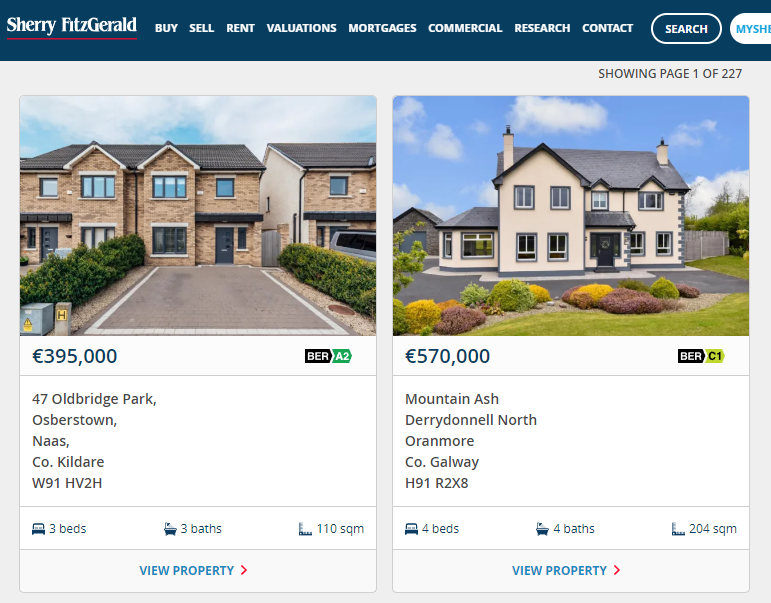 Sherry FitzGerald
BUY SELL RENT VALUATIONS MORTGAGES COMMERCIAL RESEARCH CONTACT SEARCH MYSHE
SHOWING PAGE 1 OF 227
H
€395,000
BER A2
47 Oldbridge Park,
Osberstown,
Naas,
Co. Kildare
W91 HV2H
3 beds 3 baths 110 sqm
VIEW PROPERTY
€570,000
BER C1
Mountain Ash
Derrydonnell North
Oranmore
Co. Galway
H91 R2X8
4 beds 4 baths 204 sqm
VIEW PROPERTY